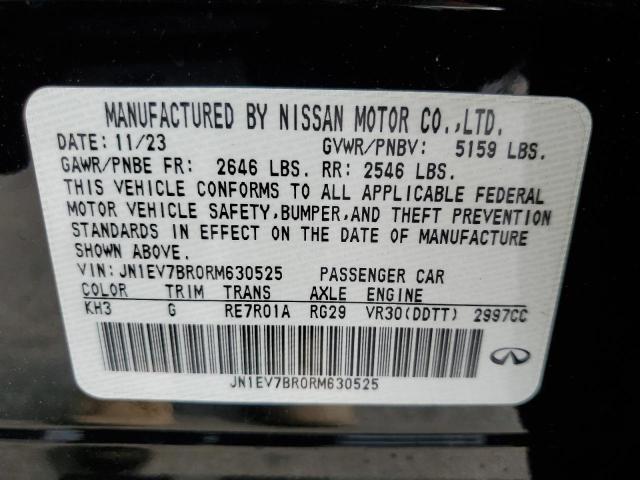 MANUFACTURED BY NISSAN MOTOR CO.,LTD.
DATE: 11/23 GVWR/PNBV: 5159 LBS.
GAWR/PNBE FR: 2646 LBS. RR: 2546 LBS.
THIS VEHICLE CONFORMS TO ALL APPLICABLE FEDERAL
MOTOR VEHICLE SAFETY,BUMPER,AND THEFT PREVENTION
STANDARDS IN EFFECT ON THE DATE OF MANUFACTURE
SHOWN ABOVE.
VIN: JN1EV7BR0RM630525 PASSENGER CAR
COLOR TRIM TRANS AXLE ENGINE
KH3 G RE7R01A RG29 VR30(DDTT) 2997CC
JN1EV7BR0RM630525